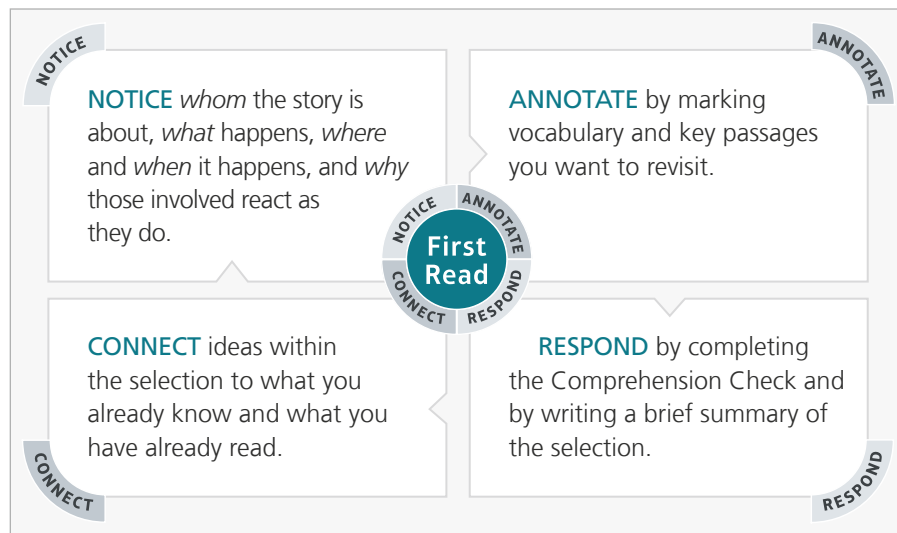 NOTICE
NOTICE whom the story is
about, what happens, where
and when it happens, and why
those involved react as
they do.
ANNOTATE
ANNOTATE by marking
vocabulary and key passages
you want to revisit.
NOTICE
ANNOTATE
First
Read
CONNECT
RESPOND
CONNECT ideas within
the selection to what you
already know and what you
have already read.
CONNECT
RESPOND by completing
the Comprehension Check and
by writing a brief summary of
the selection.
RESPOND